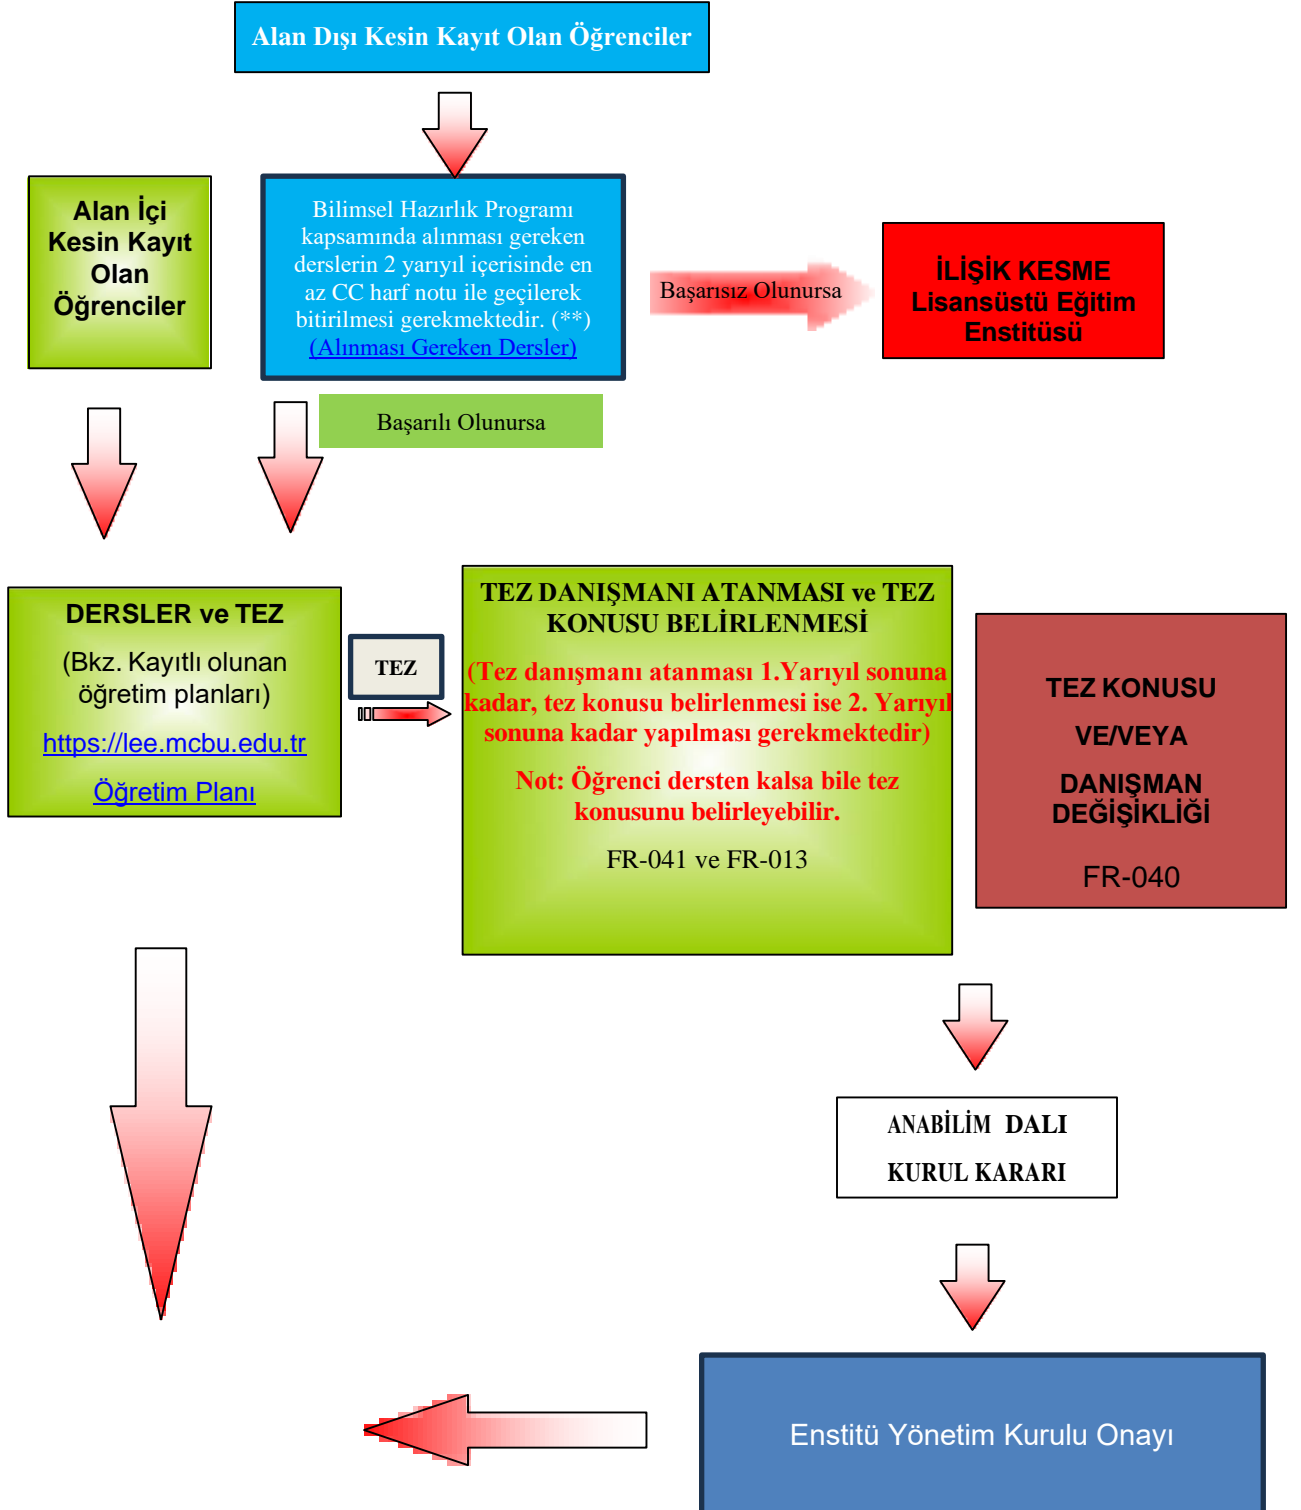 Alan Dışı Kesin Kayıt Olan Öğrenciler
Alan İçi
Kesin Kayıt
Olan
Öğrenciler
Bilimsel Hazırlık Programı
kapsamında alınması gereken
derslerin 2 yarıyıl içerisinde en
az CC harf notu ile geçilerek
bitirilmesi gerekmektedir. (**)
(Alınması Gereken Dersler)
Başarısız Olunursa
İLİŞİK KESME
Lisansüstü Eğitim
Enstitüsü
Başarılı Olunursa
DERSLER ve TEZ
(Bkz. Kayıtlı olunan
öğretim planları)
https://lee.mcbu.edu.tr
Öğretim Planı
TEZ
TEZ DANIŞMANI ATANMASI ve TEZ
KONUSU BELİRLENMESİ
(Tez danışmanı atanması 1.Yarıyıl sonuna
kadar, tez konusu belirlenmesi ise 2. Yarıyıl
sonuna kadar yapılması gerekmektedir)
Not: Öğrenci dersten kalsa bile tez
konusunu belirleyebilir.
FR-041 ve FR-013
TEZ KONUSU
VE/VEYA
DANIŞMAN
DEĞİŞİKLİĞİ
FR-040
ANABİLİM DALI
KURUL KARARI
Enstitü Yönetim Kurulu Onayı